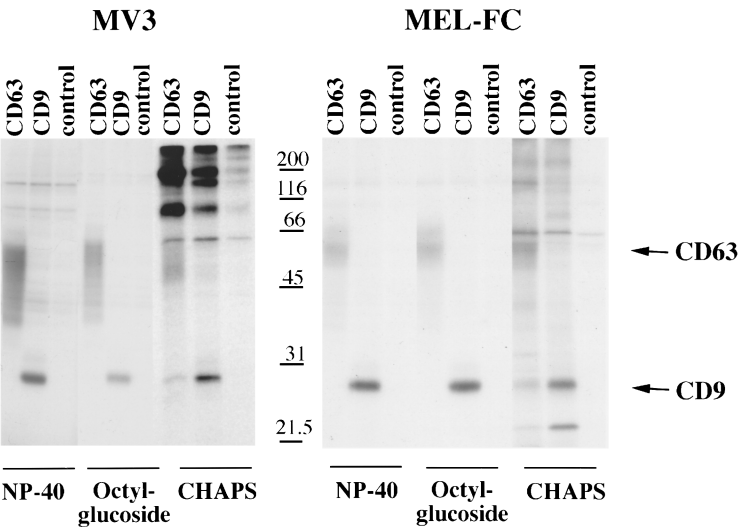 MV3 MEL-FC
CD63 CD9 control CD63 CD9 control CD63 CD9 control CD63 CD9 control CD63 CD9 control CD63 CD9 control
200
116
66
CD63
45
31
CD9
21.5
NP-40 Octyl- CHAPS NP-40 Octyl- CHAPS
glucoside glucoside